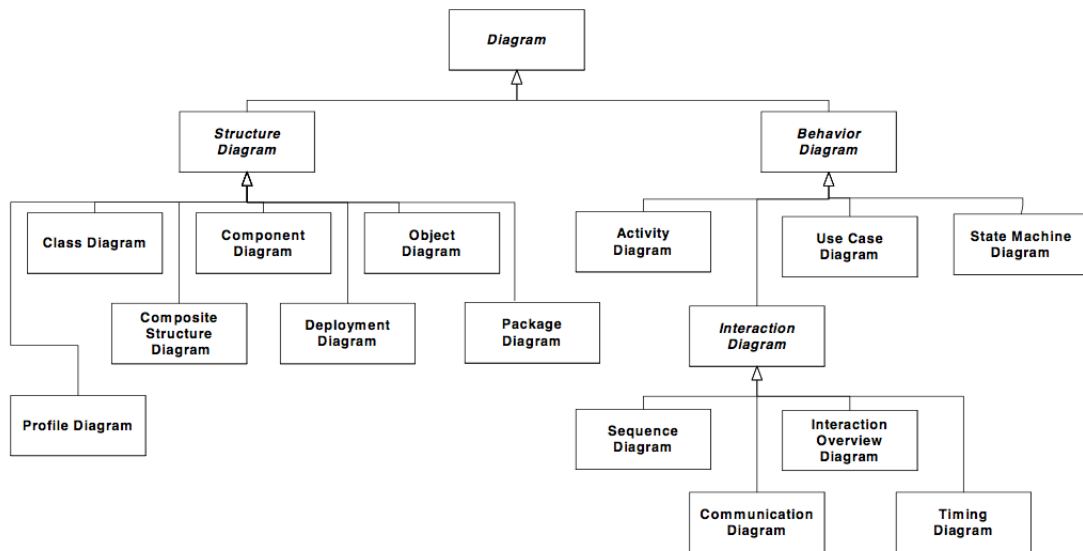 Diagram
Structure
Diagram
Behavior
Diagram
Class Diagram
Component
Diagram
Object
Diagram
Activity
Diagram
Use Case
Diagram
State Machine
Diagram
Composite
Structure
Diagram
Deployment
Diagram
Package
Diagram
Interaction
Diagram
Profile Diagram
Sequence
Diagram
Interaction
Overview
Diagram
Communication
Diagram
Timing
Diagram